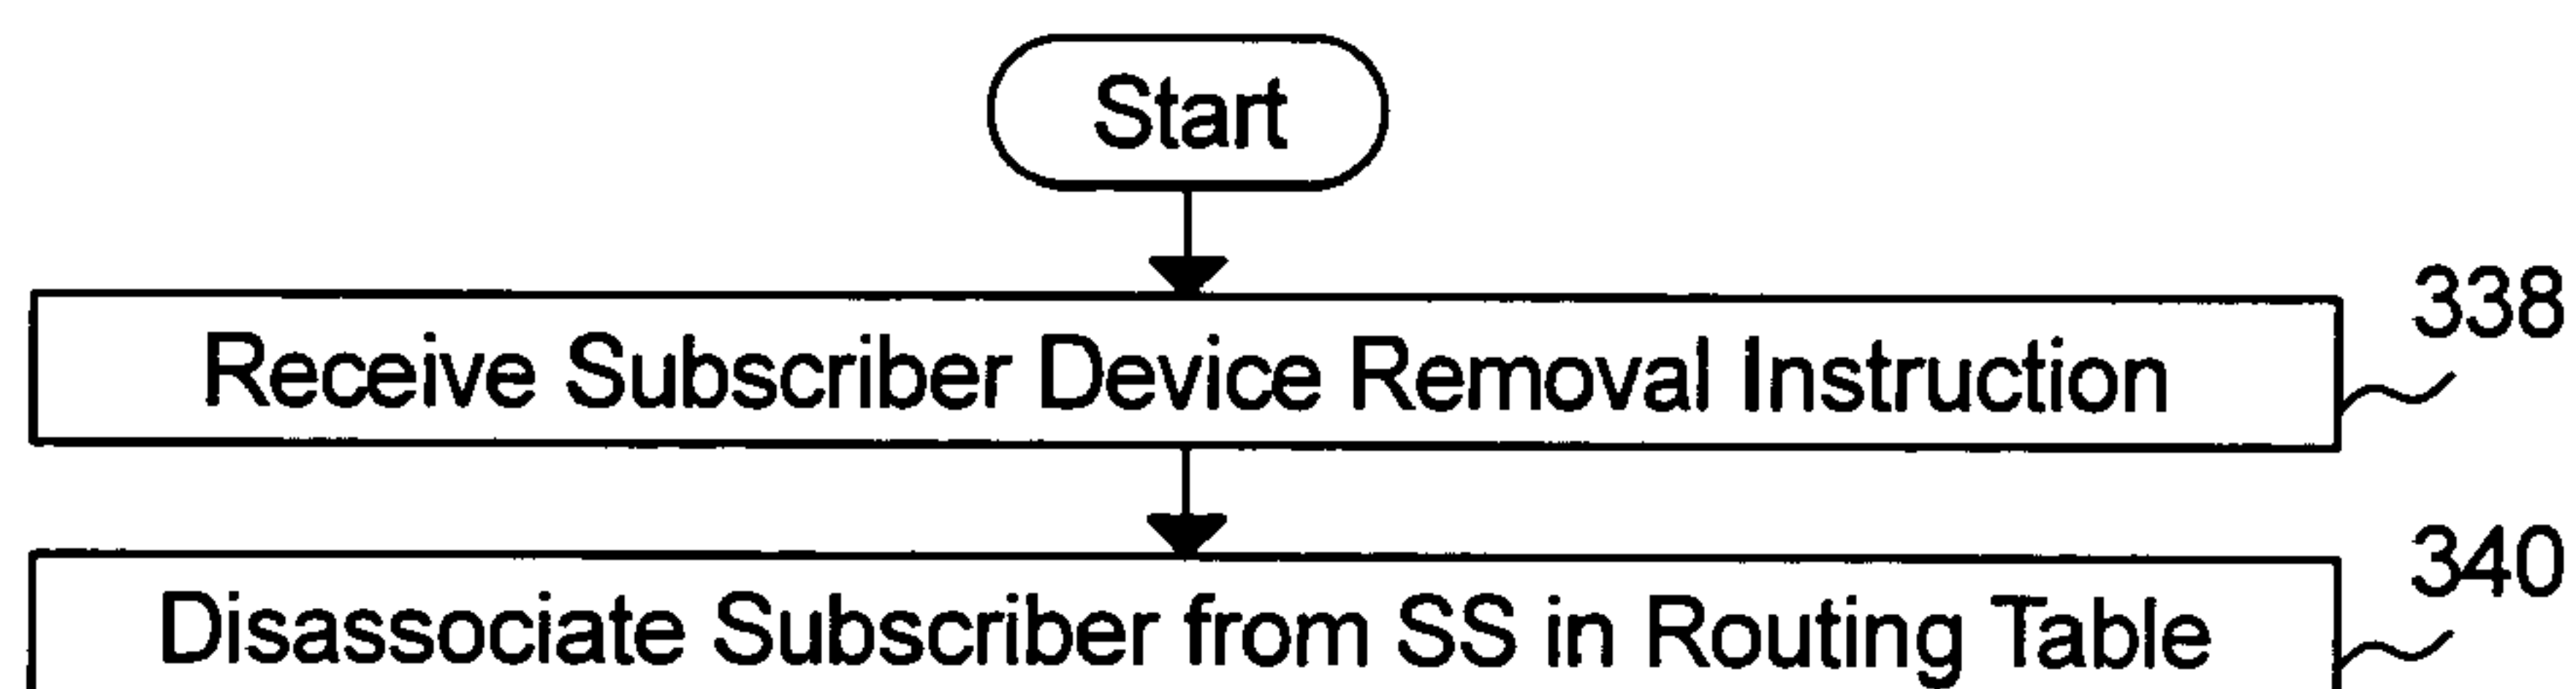 Start
338
Receive Subscriber Device Removal Instruction
340
Disassociate Subscriber from SS in Routing Table